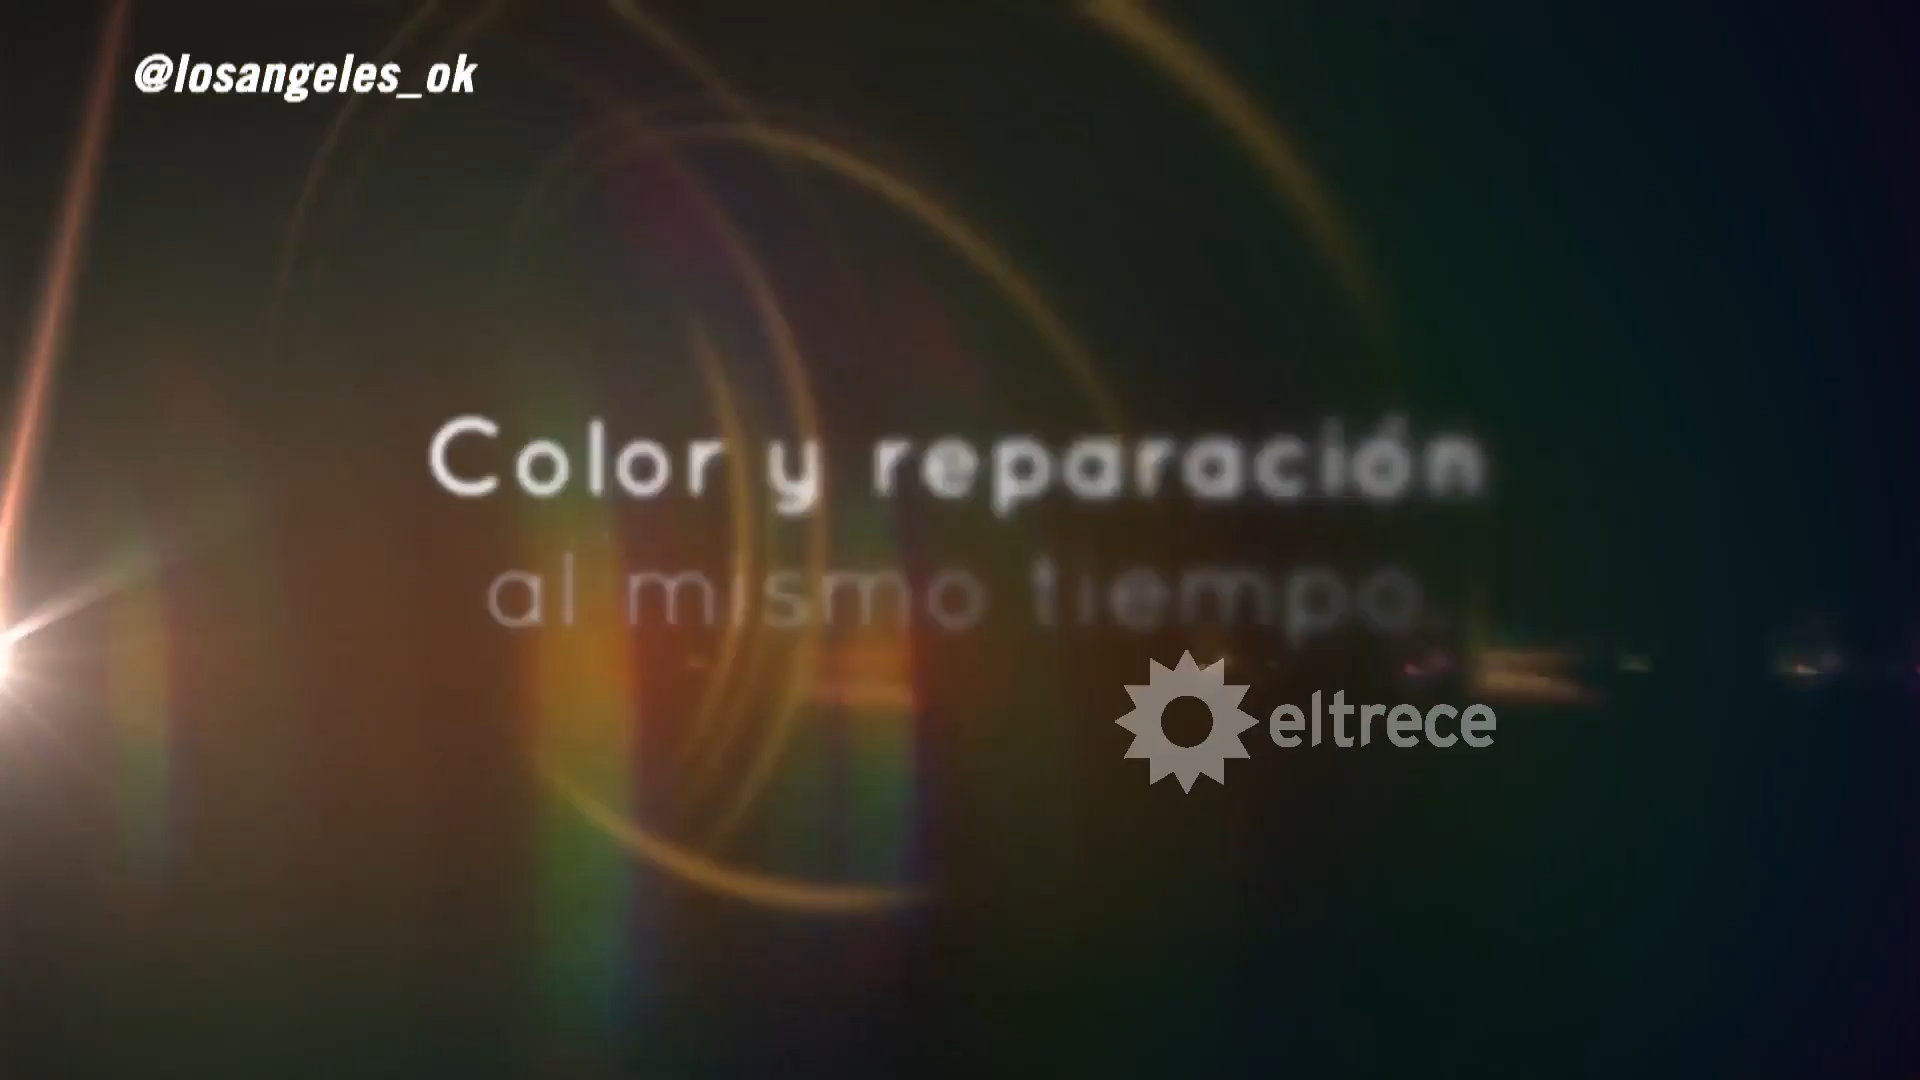 @losangeles_ok
Color y reparación
al mismo tiempo.
eltrece